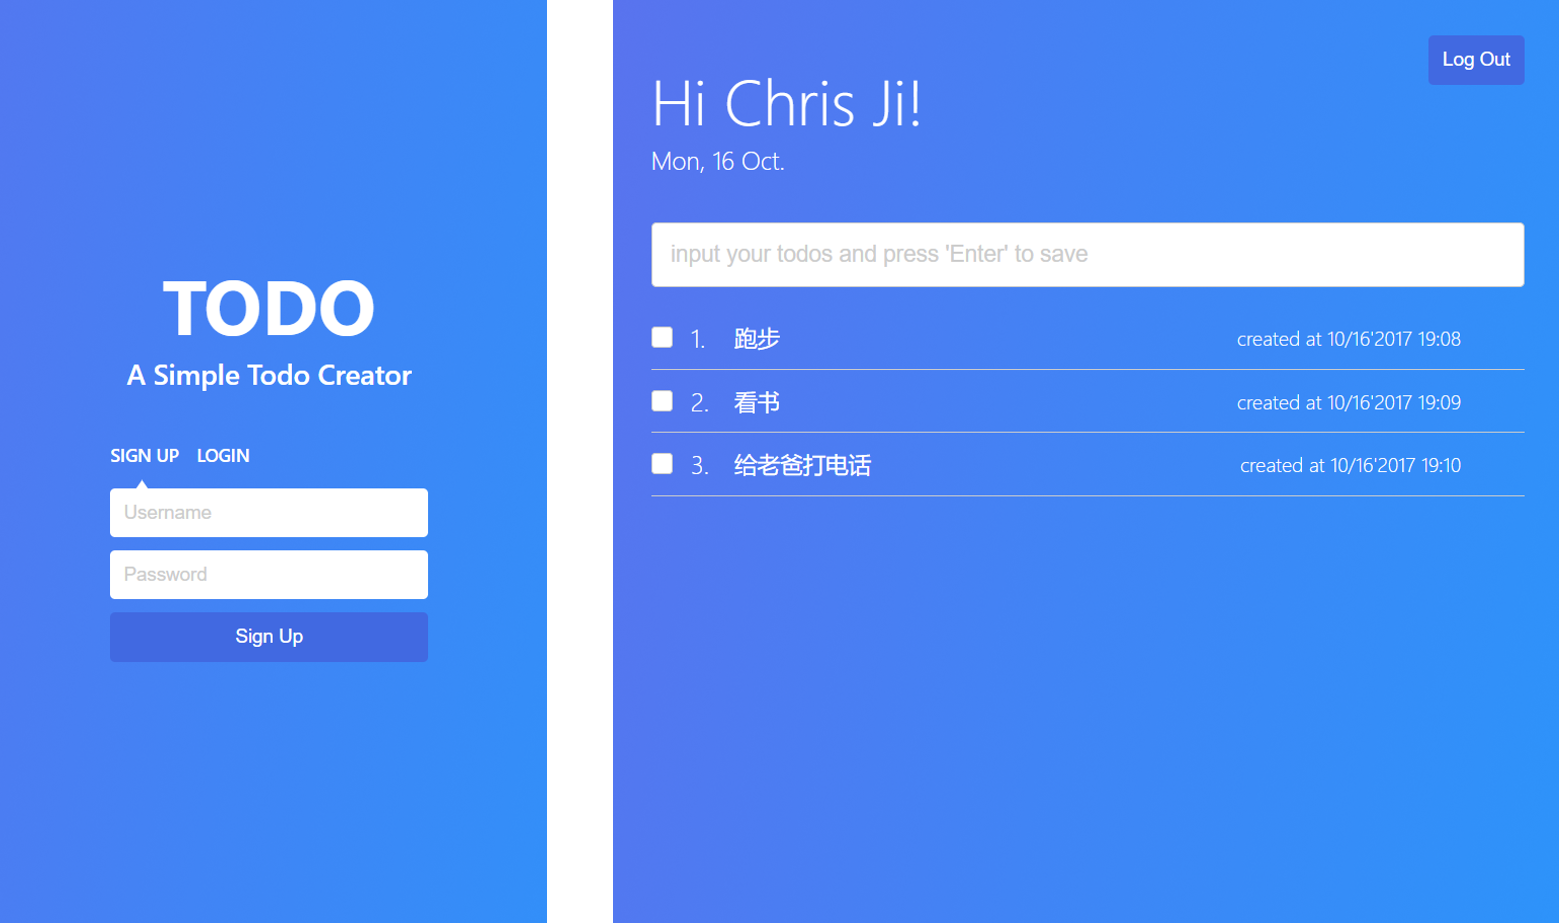 TODO
A Simple Todo Creator
SIGN UP LOGIN
Username
Password
Sign Up
Log Out
Hi Chris Ji!
Mon, 16 Oct.
input your todos and press 'Enter' to save
1. 跑步 created at 10/16'2017 19:08
2. 看书 created at 10/16'2017 19:09
3. 给老爸打电话 created at 10/16'2017 19:10